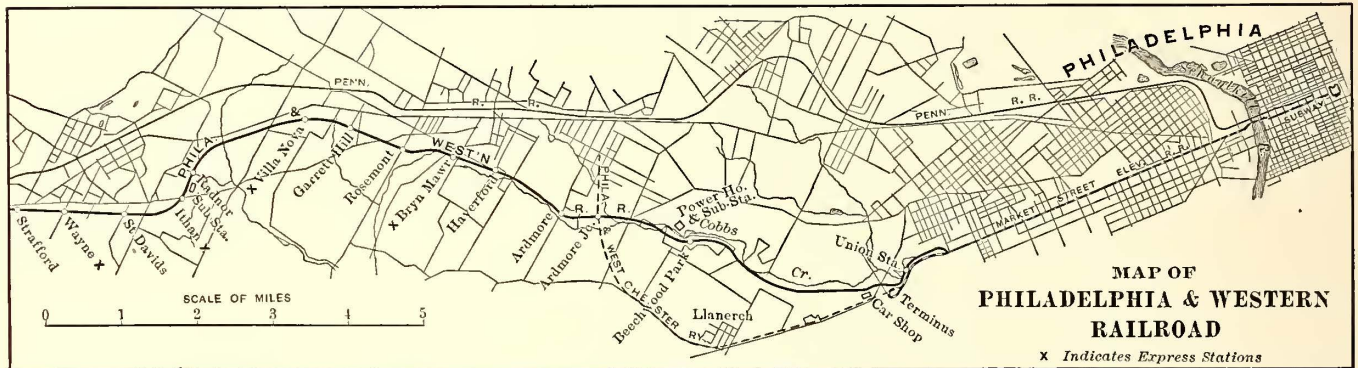 PHILADELPHIA
PENN.
R. R.
PENN.
R. R.
SUBWAY
PHILA. & WEST'N R. R.
MARKET STREET ELEV. R. R.
PHILA. & WEST CHESTER RY.
Strafford
Wayne x
St. Davids
Radnor
Sub Sta.
Ithan x
x Villa Nova
Garrett Hill
Rosemont
x Bryn Mawr
Haverford
Ardmore
Ardmore Jc.
Power Ho.
& Sub-Sta.
Cobbs
Cr.
Beechwood Park
Llanerch
Union Sta.
Terminus
Car Shop
SCALE OF MILES
0 1 2 3 4 5
MAP OF
PHILADELPHIA & WESTERN
RAILROAD
x Indicates Express Stations